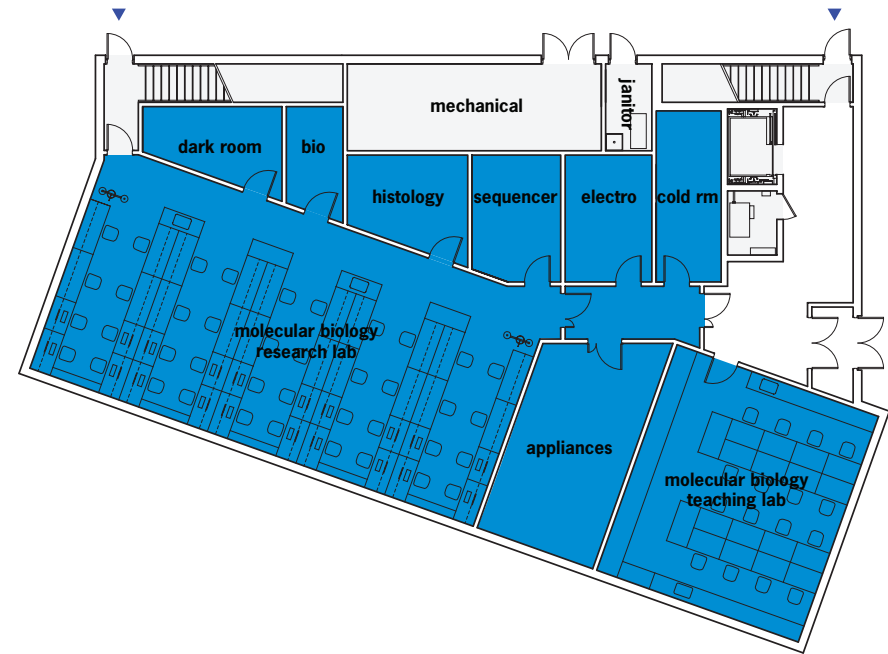 mechanical
janitor
dark room
bio
histology
sequencer
electro
cold rm
molecular biology
research lab
appliances
molecular biology
teaching lab